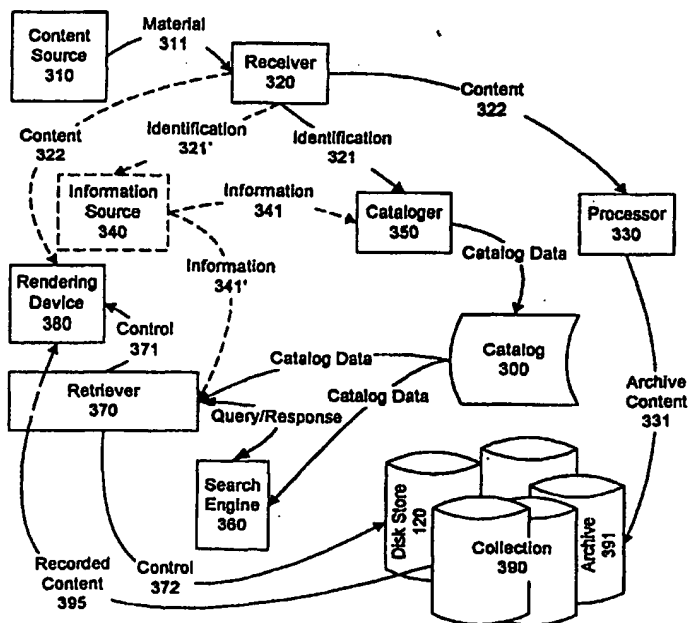 Content
Source
310
Material
311
Receiver
320
Content
322
Content
322
Identification
321'
Identification
321
Information
Source
340
Information
341
Cataloger
350
Processor
330
Information
341'
Catalog Data
Rendering
Device
380
Control
371
Catalog
300
Catalog Data
Catalog Data
Retriever
370
Query/Response
Archive
Content
331
Search
Engine
360
Disk Store
120
Collection
390
Archive
391
Recorded
Content
395
Control
372